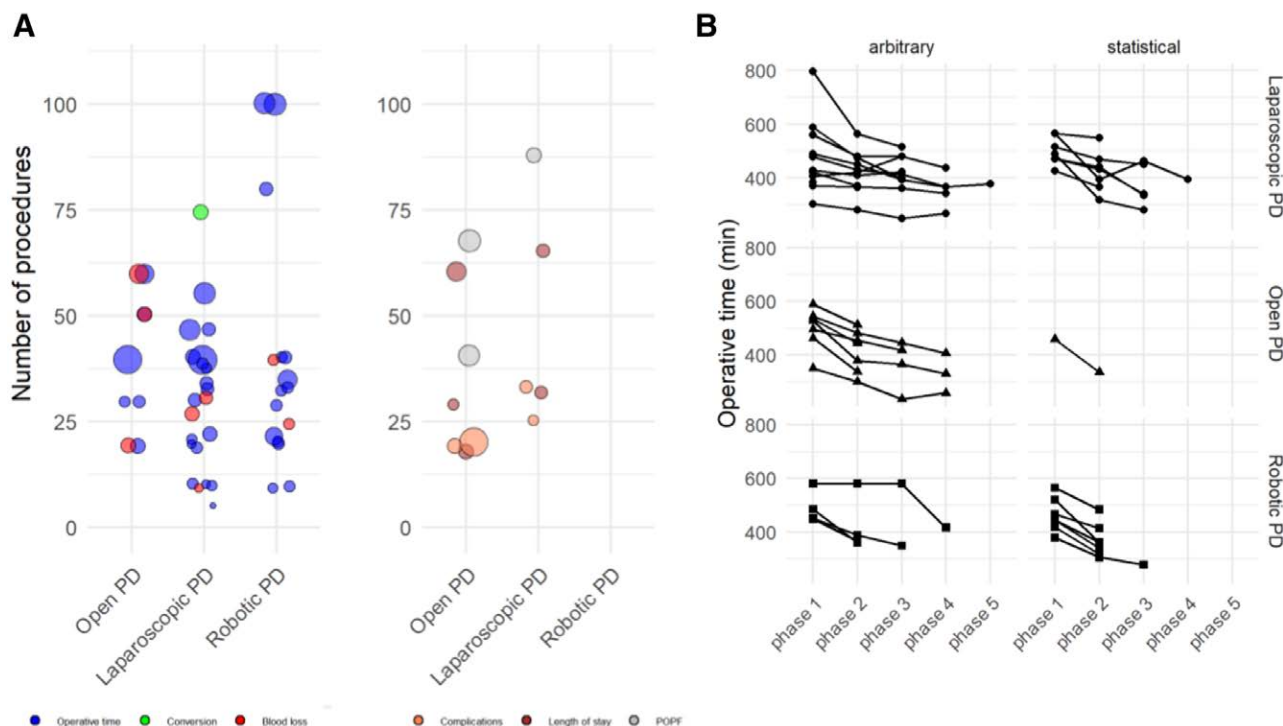 A
Number of procedures
100
75
50
25
0
Open PD
Laparoscopic PD
Robotic PD
Operative time
Conversion
Blood loss
100
75
50
25
0
Open PD
Laparoscopic PD
Robotic PD
Complications
Length of stay
POPF
B
arbitrary
statistical
Operative time (min)
800
600
400
Laparoscopic PD
800
600
400
Open PD
800
600
400
Robotic PD
phase 1
phase 2
phase 3
phase 4
phase 5
phase 1
phase 2
phase 3
phase 4
phase 5